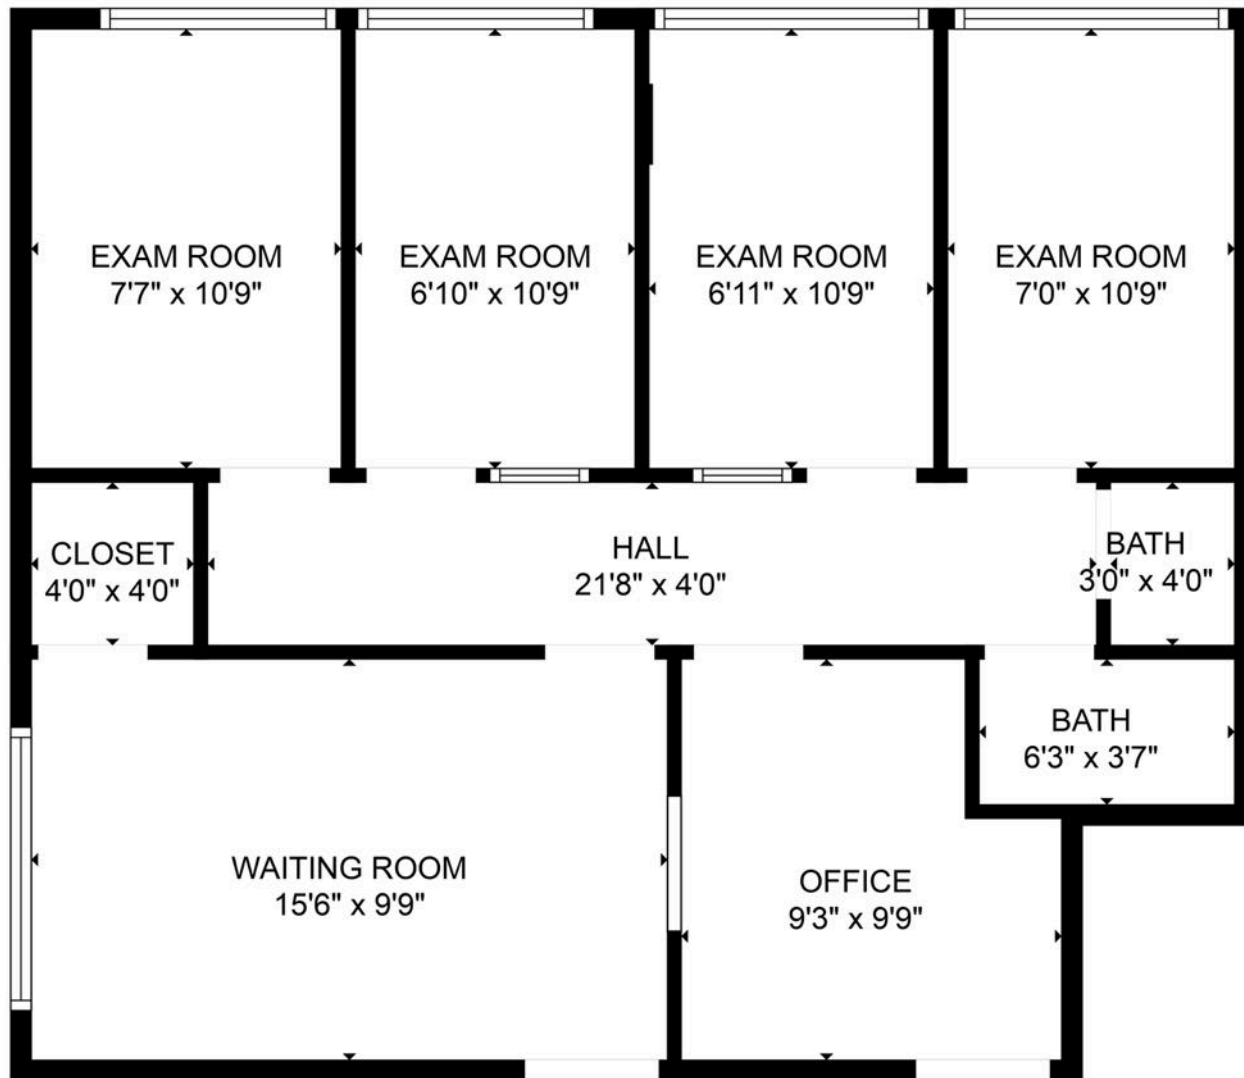 EXAM ROOM
7'7" x 10'9"
EXAM ROOM
6'10" x 10'9"
EXAM ROOM
6'11" x 10'9"
EXAM ROOM
7'0" x 10'9"
CLOSET
4'0" x 4'0"
HALL
21'8" x 4'0"
BATH
3'0" x 4'0"
BATH
6'3" x 3'7"
WAITING ROOM
15'6" x 9'9"
OFFICE
9'3" x 9'9"